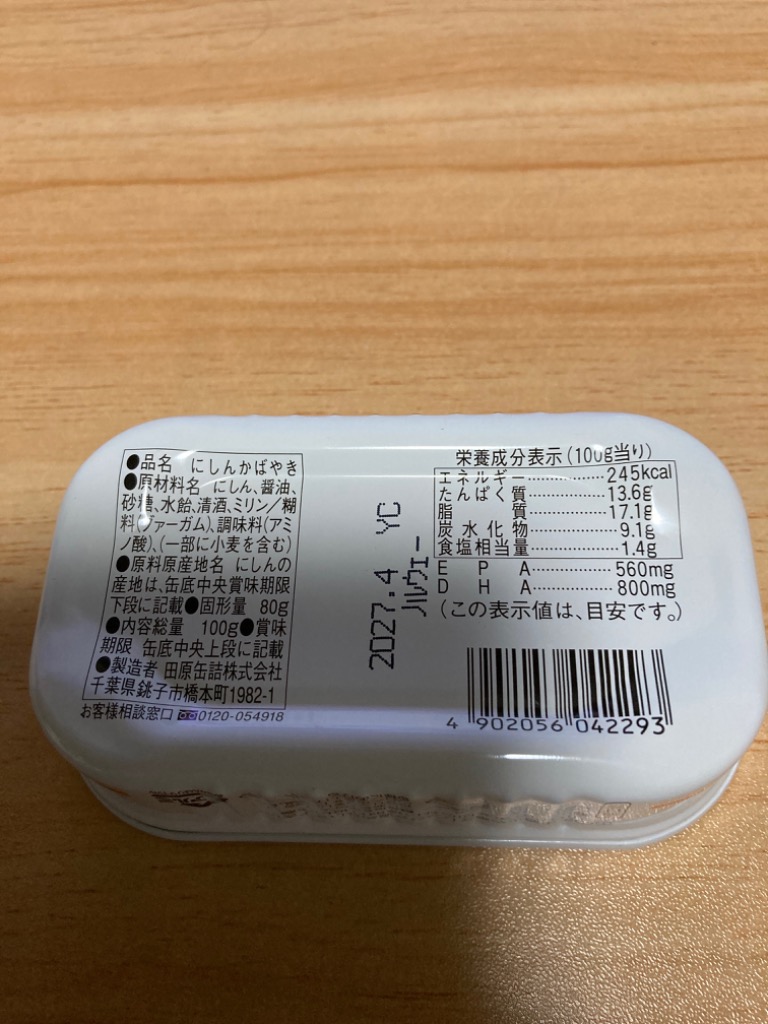 ●品名 にしんかばやき
●原材料名 にしん、醤油、
砂糖、水飴、清酒、ミリン／糊
料(グァーガム)、調味料(アミ
ノ酸)、(一部に小麦を含む)
●原料原産地名 にしんの
産地は、缶底中央賞味期限
下段に記載●固形量 80g
●内容総量 100g●賞味
期限 缶底中央上段に記載
●製造者 田原缶詰株式会社
千葉県銚子市橋本町1982-1
お客様相談窓口 0120-054918
2027.4 YC
ノルウェー
栄養成分表示(100g当り)
エネルギー……………245kcal
たんぱく質……………13.6g
脂質……………17.1g
炭水化物……………9.1g
食塩相当量……………1.4g
EPA……………560mg
DHA……………800mg
(この表示値は、目安です。)
4 902056 042293